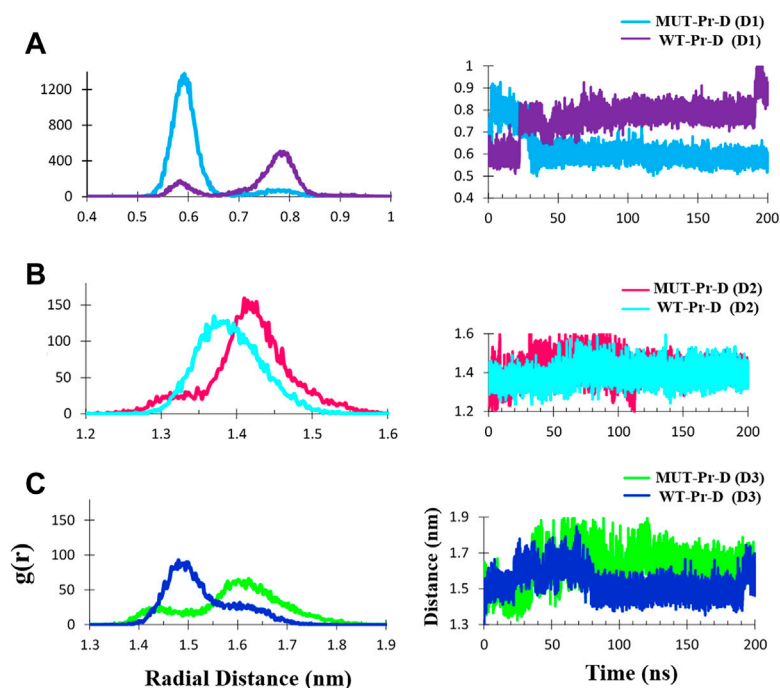 A
MUT-Pr-D (D1)
WT-Pr-D (D1)
1200
800
400
0
0.4 0.5 0.6 0.7 0.8 0.9 1
1
0.9
0.8
0.7
0.6
0.5
0.4
0 50 100 150 200
B
MUT-Pr-D (D2)
WT-Pr-D (D2)
150
100
50
0
1.2 1.3 1.4 1.5 1.6
1.6
1.4
1.2
0 50 100 150 200
C
MUT-Pr-D (D3)
WT-Pr-D (D3)
g(r)
150
100
50
0
1.3 1.4 1.5 1.6 1.7 1.8 1.9
Radial Distance (nm)
Distance (nm)
1.9
1.7
1.5
1.3
0 50 100 150 200
Time (ns)